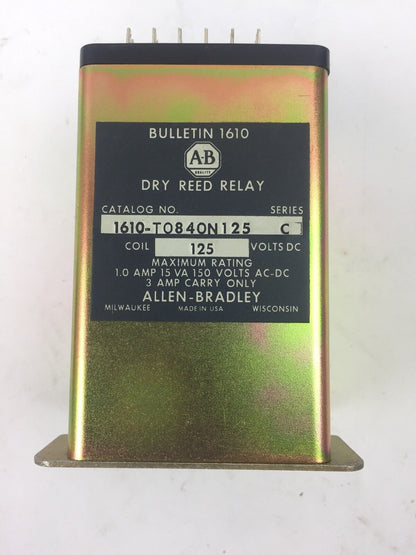 BULLETIN 1610
A-B
QUALITY
DRY REED RELAY
CATALOG NO. SERIES
1610-T0840N125 C
COIL 125 VOLTS DC
MAXIMUM RATING
1.0 AMP 15 VA 150 VOLTS AC-DC
3 AMP CARRY ONLY
ALLEN-BRADLEY
MILWAUKEE MADE IN USA WISCONSIN